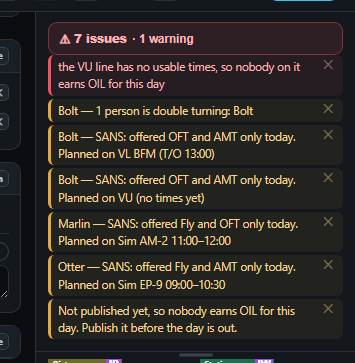 ⚠ 7 issues · 1 warning
the VU line has no usable times, so nobody on it
earns OIL for this day
Bolt — 1 person is double turning: Bolt
Bolt — SANS: offered OFT and AMT only today.
Planned on VL BFM (T/O 13:00)
Bolt — SANS: offered OFT and AMT only today.
Planned on VU (no times yet)
Marlin — SANS: offered Fly and OFT only today.
Planned on Sim AM-2 11:00–12:00
Otter — SANS: offered Fly and AMT only today.
Planned on Sim EP-9 09:00–10:30
Not published yet, so nobody earns OIL for this
day. Publish it before the day is out.